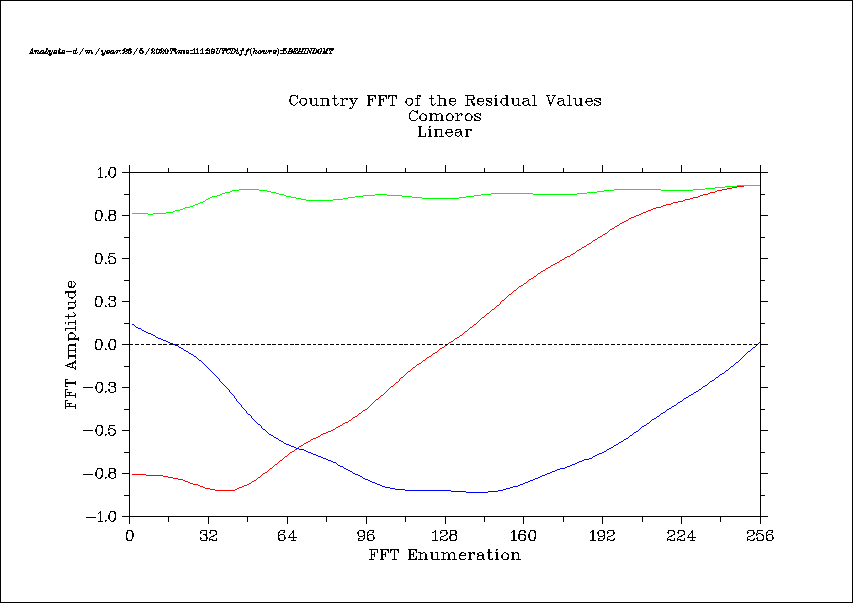 Country FFT of the Residual Values
Comoros
Linear
1.0
0.8
0.5
0.3
0.0
−0.3
−0.5
−0.8
−1.0
FFT Amplitude
0 32 64 96 128 160 192 224 256
FFT Enumeration